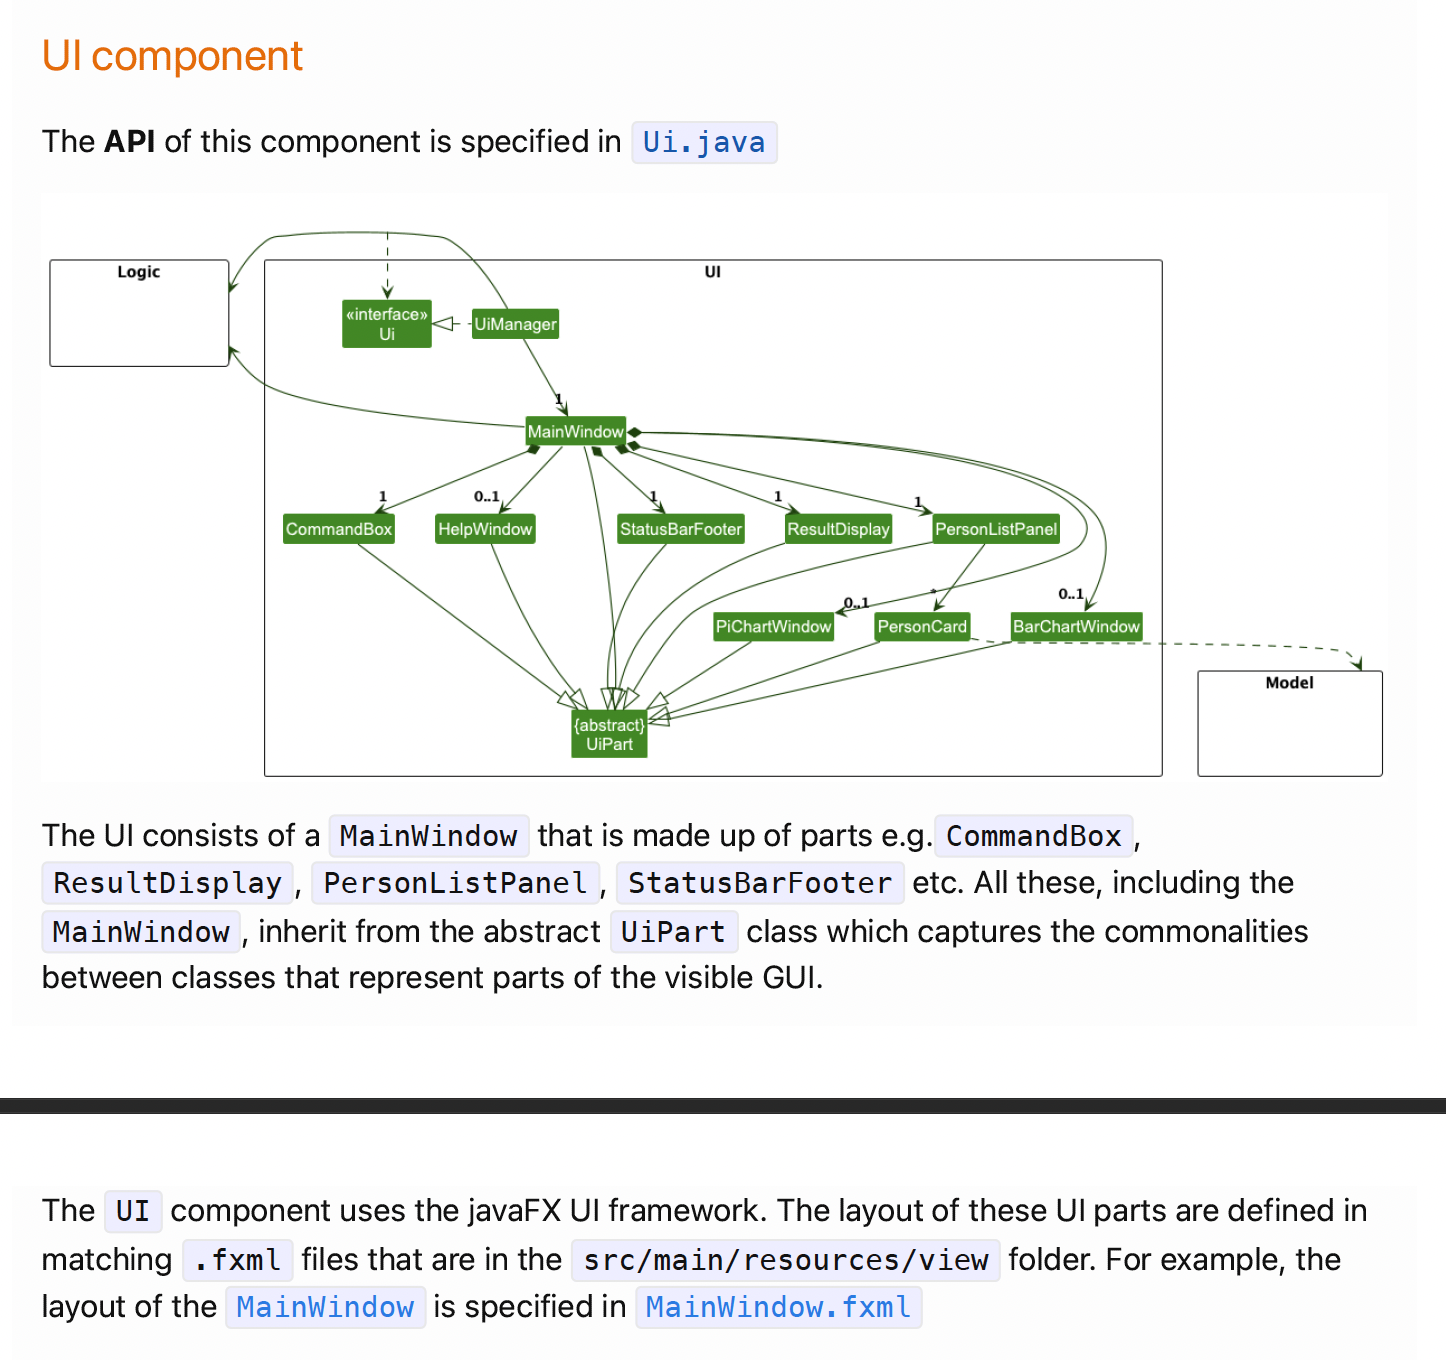 UI component
The API of this component is specified in Ui.java
Logic
UI
«interface»
Ui
UiManager
1
MainWindow
1
0..1
1
1
1
CommandBox
HelpWindow
StatusBarFooter
ResultDisplay
PersonListPanel
0..1
*
0..1
PiChartWindow
PersonCard
BarChartWindow
Model
{abstract}
UiPart
The UI consists of a MainWindow that is made up of parts e.g. CommandBox,
ResultDisplay, PersonListPanel, StatusBarFooter etc. All these, including the
MainWindow, inherit from the abstract UiPart class which captures the commonalities
between classes that represent parts of the visible GUI.
The UI component uses the javaFX UI framework. The layout of these UI parts are defined in
matching .fxml files that are in the src/main/resources/view folder. For example, the
layout of the MainWindow is specified in MainWindow.fxml